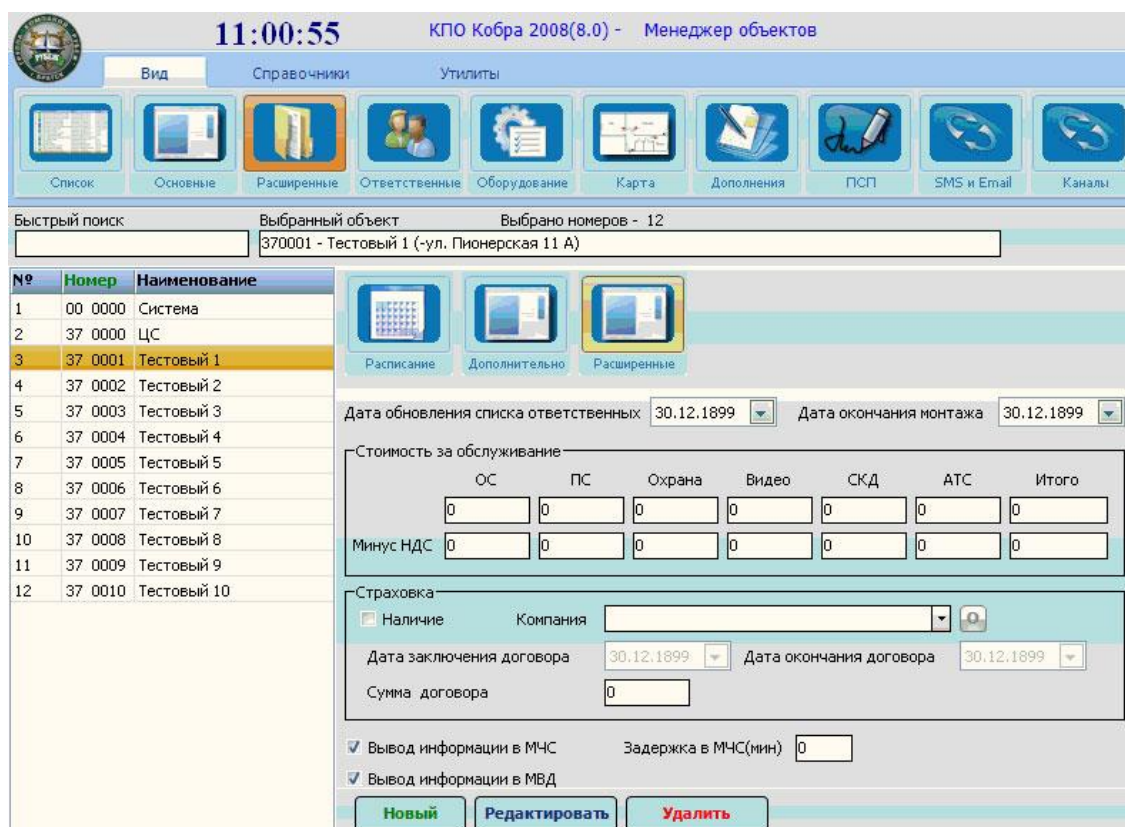 11:00:55 КПО Кобра 2008(8.0) - Менеджер объектов
РУБЕЖ
Вид Справочники Утилиты
Список Основные Расширенные Ответственные Оборудование Карта Дополнения ПСП SMS и Email Каналы
Быстрый поиск Выбранный объект Выбрано номеров - 12
370001 - Тестовый 1 (-ул. Пионерская 11 А)
№ Номер Наименование
1 00 0000 Система
2 37 0000 ЦС
3 37 0001 Тестовый 1
4 37 0002 Тестовый 2
5 37 0003 Тестовый 3
6 37 0004 Тестовый 4
7 37 0005 Тестовый 5
8 37 0006 Тестовый 6
9 37 0007 Тестовый 7
10 37 0008 Тестовый 8
11 37 0009 Тестовый 9
12 37 0010 Тестовый 10
Расписание Дополнительно Расширенные
Дата обновления списка ответственных 30.12.1899 Дата окончания монтажа 30.12.1899
Стоимость за обслуживание
ОС ПС Охрана Видео СКД АТС Итого
0 0 0 0 0 0 0
Минус НДС 0 0 0 0 0 0 0
Страховка
Наличие Компания
Дата заключения договора 30.12.1899 Дата окончания договора 30.12.1899
Сумма договора 0
Вывод информации в МЧС Задержка в МЧС(мин) 0
Вывод информации в МВД
Новый Редактировать Удалить